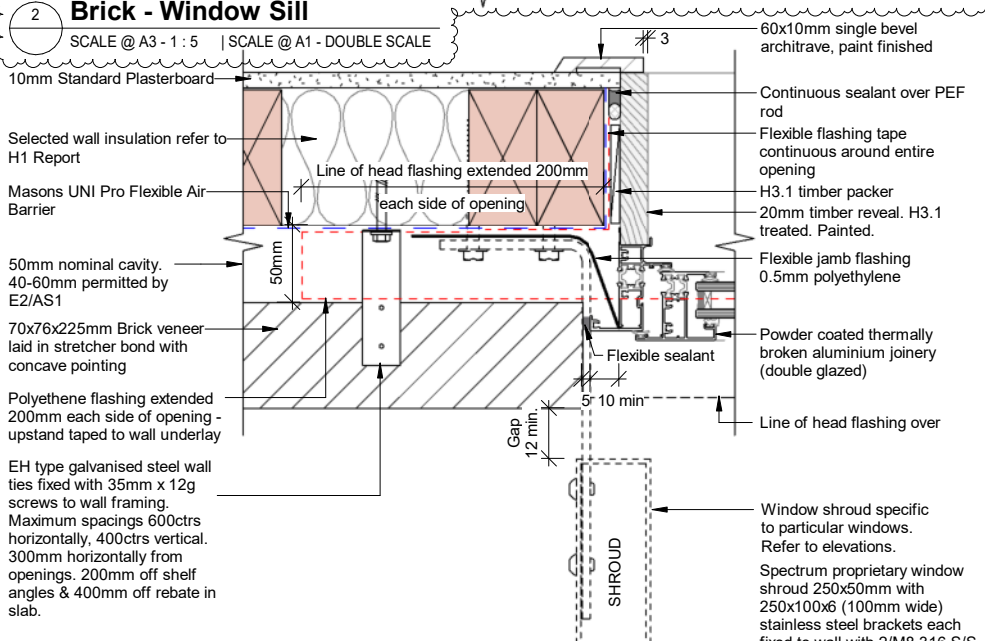 2
Brick - Window Sill
SCALE @ A3 - 1 : 5 | SCALE @ A1 - DOUBLE SCALE
10mm Standard Plasterboard
Selected wall insulation refer to
H1 Report
Masons UNI Pro Flexible Air
Barrier
50mm nominal cavity.
40-60mm permitted by
E2/AS1
70x76x225mm Brick veneer
laid in stretcher bond with
concave pointing
Polyethene flashing extended
200mm each side of opening -
upstand taped to wall underlay
EH type galvanised steel wall
ties fixed with 35mm x 12g
screws to wall framing.
Maximum spacings 600ctrs
horizontally, 400ctrs vertical.
300mm horizontally from
openings. 200mm off shelf
angles & 400mm off rebate in
slab.
Line of head flashing extended 200mm
each side of opening
50mm
3
Flexible sealant
5 10 min
Gap
12 min.
SHROUD
60x10mm single bevel
architrave, paint finished
Continuous sealant over PEF
rod
Flexible flashing tape
continuous around entire
opening
H3.1 timber packer
20mm timber reveal. H3.1
treated. Painted.
Flexible jamb flashing
0.5mm polyethylene
Powder coated thermally
broken aluminium joinery
(double glazed)
Line of head flashing over
Window shroud specific
to particular windows.
Refer to elevations.
Spectrum proprietary window
shroud 250x50mm with
250x100x6 (100mm wide)
stainless steel brackets each
fixed to wall with 2/M8 316 S/S